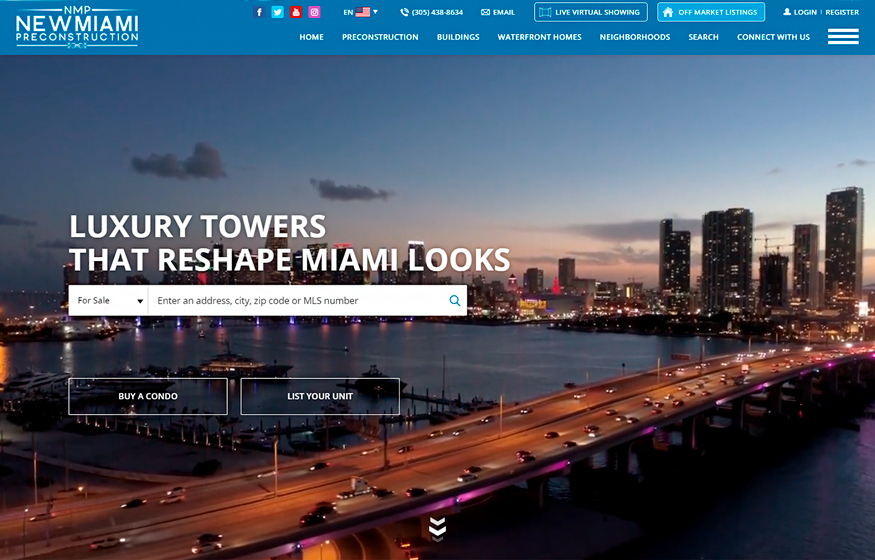 NMP
NEW MIAMI
PRECONSTRUCTION
EN
(305) 438-8634
EMAIL
LIVE VIRTUAL SHOWING
OFF MARKET LISTINGS
LOGIN | REGISTER
HOME
PRECONSTRUCTION
BUILDINGS
WATERFRONT HOMES
NEIGHBORHOODS
SEARCH
CONNECT WITH US
LUXURY TOWERS
THAT RESHAPE MIAMI LOOKS
For Sale
Enter an address, city, zip code or MLS number
BUY A CONDO
LIST YOUR UNIT